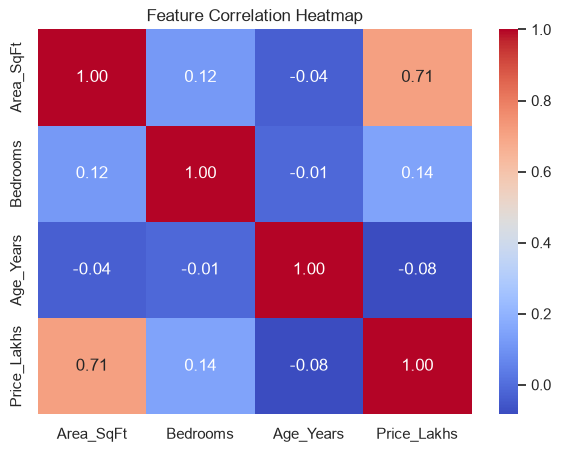 Feature Correlation Heatmap
Area_SqFt 1.00 0.12 -0.04 0.71
Bedrooms 0.12 1.00 -0.01 0.14
Age_Years -0.04 -0.01 1.00 -0.08
Price_Lakhs 0.71 0.14 -0.08 1.00
Area_SqFt Bedrooms Age_Years Price_Lakhs
1.0
0.8
0.6
0.4
0.2
0.0